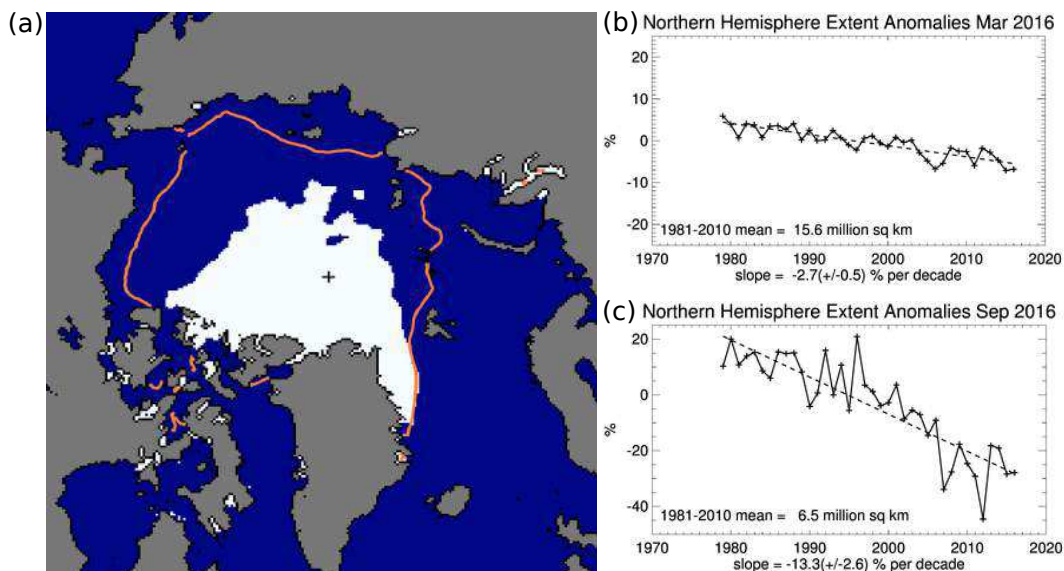 (a)
(b)
Northern Hemisphere Extent Anomalies Mar 2016
20
10
0
-10
-20
%
1981-2010 mean = 15.6 million sq km
1970 1980 1990 2000 2010 2020
slope = -2.7(+/-0.5) % per decade
(c)
Northern Hemisphere Extent Anomalies Sep 2016
20
0
-20
-40
%
1981-2010 mean = 6.5 million sq km
1970 1980 1990 2000 2010 2020
slope = -13.3(+/-2.6) % per decade